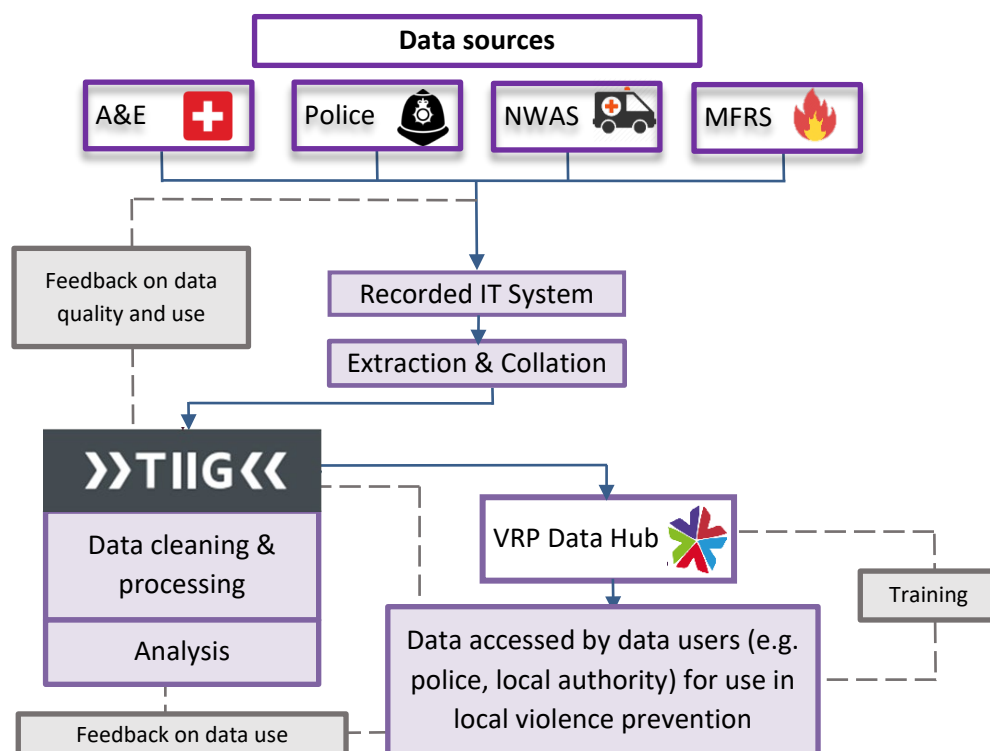 Data sources
A&E
Police
NWAS
MFRS
Feedback on data
quality and use
Recorded IT System
Extraction & Collation
TIIG
Data cleaning &
processing
Analysis
VRP Data Hub
Training
Data accessed by data users (e.g.
police, local authority) for use in
local violence prevention
Feedback on data use